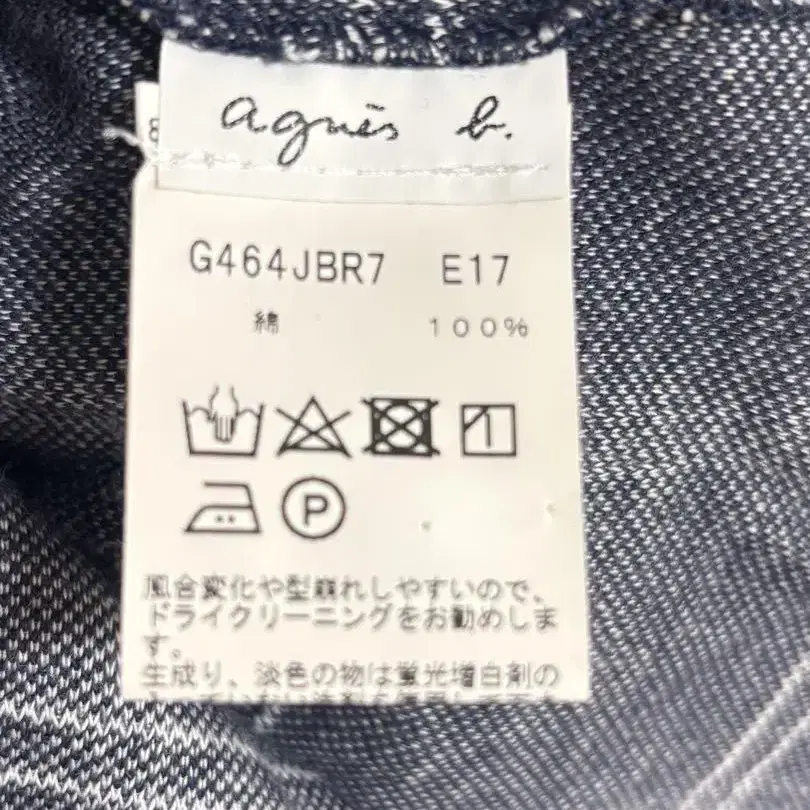 agnès b.
8
G464JBR7 E17
綿 100%
P
風合変化や型崩れしやすいので、
ドライクリーニングをお勧めしま
す。
生成り、淡色の物は蛍光増白剤の